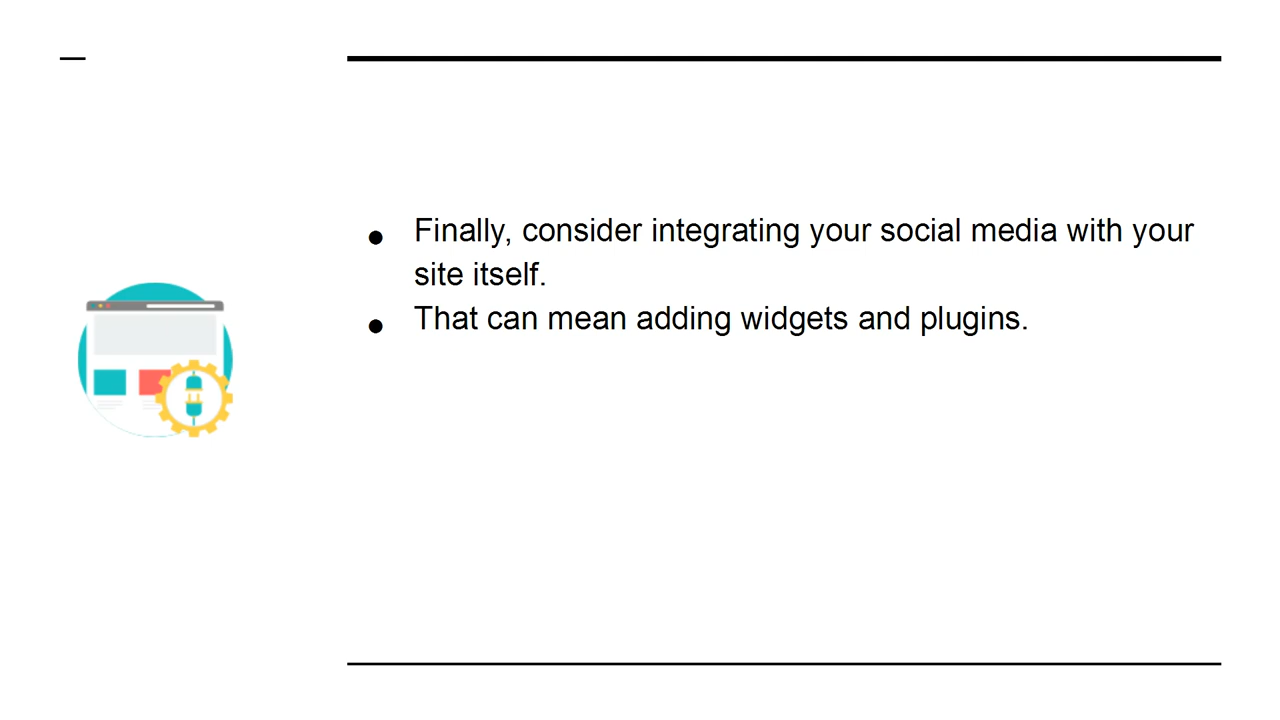 ● Finally, consider integrating your social media with your
site itself.
● That can mean adding widgets and plugins.